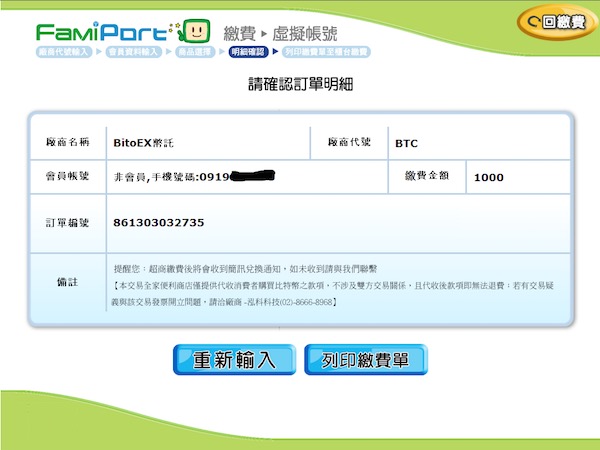 FamiPort 繳費▸虛擬帳號
回繳費
廠商代號輸入 ▸ 會員資料輸入 ▸ 商品選擇 ▸ 明細確認 ▸ 列印繳費單至櫃台繳費
請確認訂單明細
廠商名稱 BitoEX幣託 廠商代號 BTC
會員帳號 非會員,手機號碼:0919 繳費金額 1000
訂單編號 861303032735
備註
提醒您：超商繳費後將會收到簡訊兌換通知，如未收到請與我們聯繫
【本交易全家便利商店僅提供代收消費者購買比特幣之款項，不涉及雙方交易關係，且代收後款項即無法退費；若有交易疑
義與該交易發票開立問題，請洽廠商-泓科科技(02)-8666-8968】
重新輸入 列印繳費單